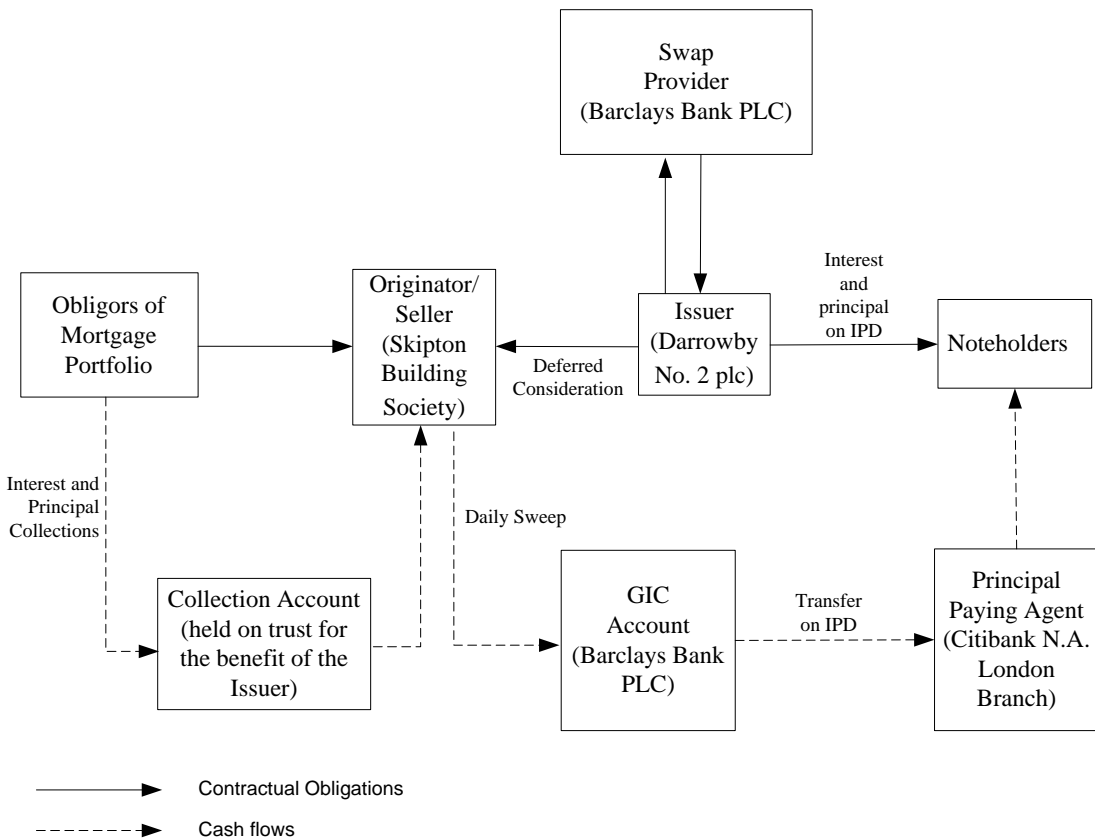 Swap
Provider
(Barclays Bank PLC)
Obligors of
Mortgage
Portfolio
Originator/
Seller
(Skipton
Building
Society)
Deferred
Consideration
Issuer
(Darrowby
No. 2 plc)
Interest
and
principal
on IPD
Noteholders
Interest and
Principal
Collections
Daily Sweep
Collection Account
(held on trust for
the benefit of the
Issuer)
GIC
Account
(Barclays Bank
PLC)
Transfer
on IPD
Principal
Paying Agent
(Citibank N.A.
London
Branch)
Contractual Obligations
Cash flows